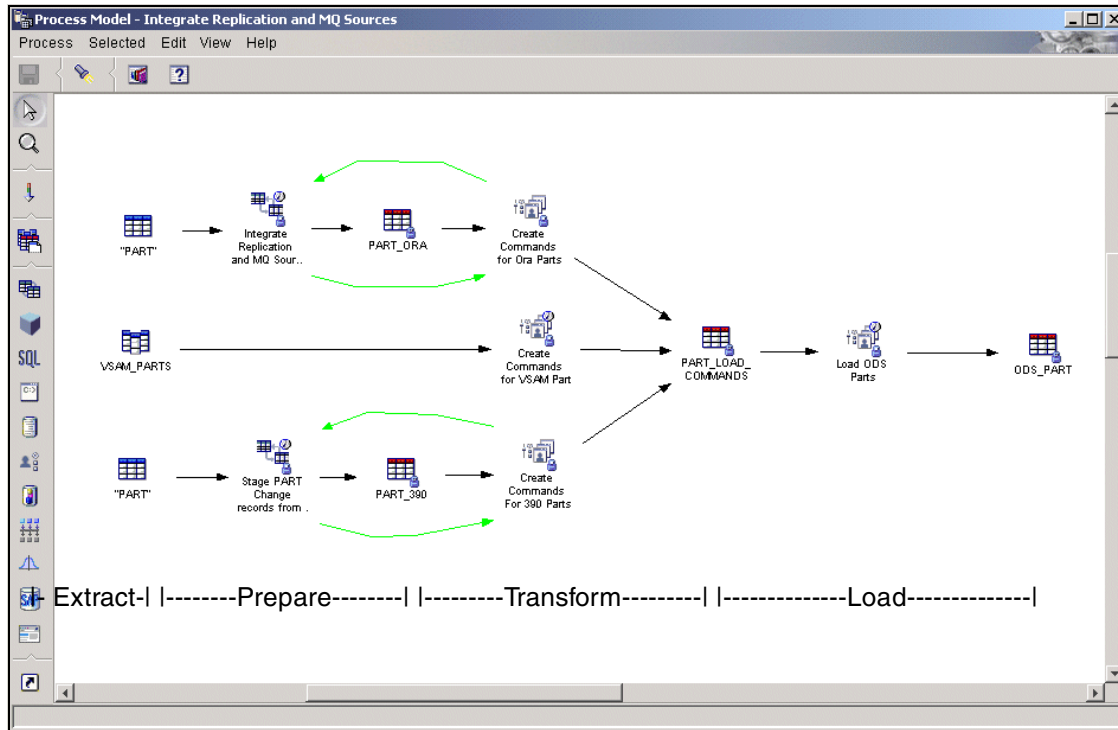 Process Model - Integrate Replication and MQ Sources
Process Selected Edit View Help
"PART"
Integrate
Replication
and MQ Sour..
PART_ORA
Create
Commands
for Ora Parts
VSAM_PARTS
Create
Commands
for VSAM Part
PART_LOAD_
COMMANDS
Load ODS
Parts
ODS_PART
"PART"
Stage PART
Change
records from ..
PART_390
Create
Commands
For 390 Parts
SQL
SAP
|- Extract-| |--------Prepare--------| |---------Transform---------| |--------------Load--------------|